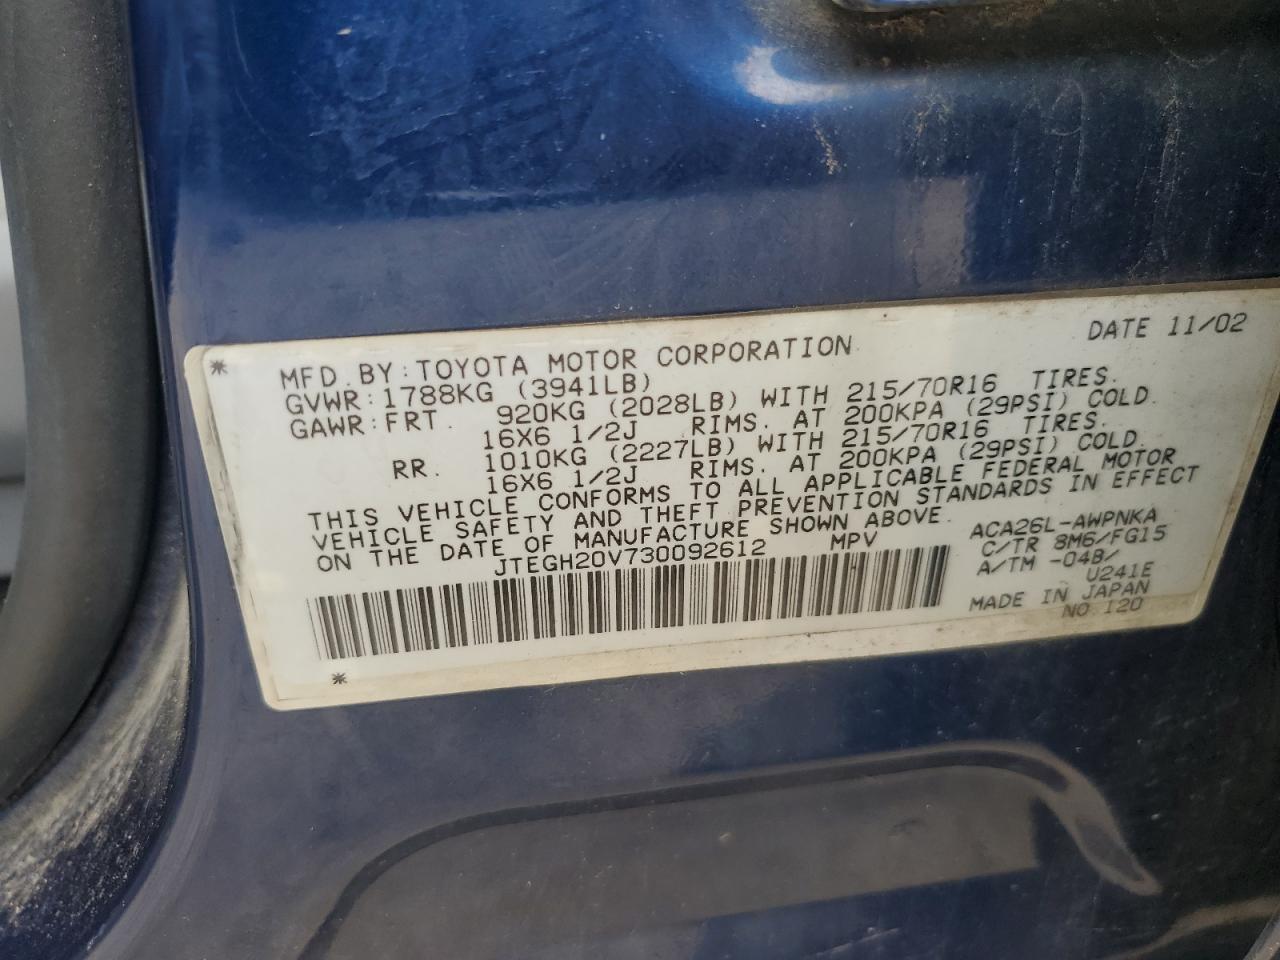 DATE 11/02
* MFD. BY: TOYOTA MOTOR CORPORATION
GVWR: 1788KG (3941LB)
GAWR: FRT. 920KG (2028LB) WITH 215/70R16 TIRES.
16X6 1/2J RIMS. AT 200KPA (29PSI) COLD.
RR. 1010KG (2227LB) WITH 215/70R16 TIRES.
16X6 1/2J RIMS. AT 200KPA (29PSI) COLD.
THIS VEHICLE CONFORMS TO ALL APPLICABLE FEDERAL MOTOR
VEHICLE SAFETY AND THEFT PREVENTION STANDARDS IN EFFECT
ON THE DATE OF MANUFACTURE SHOWN ABOVE.
JTEGH20V730092612 MPV
ACA26L-AWPNKA
C/TR 8M6/FG15
A/TM -04B/
U241E
MADE IN JAPAN
NO.120
*